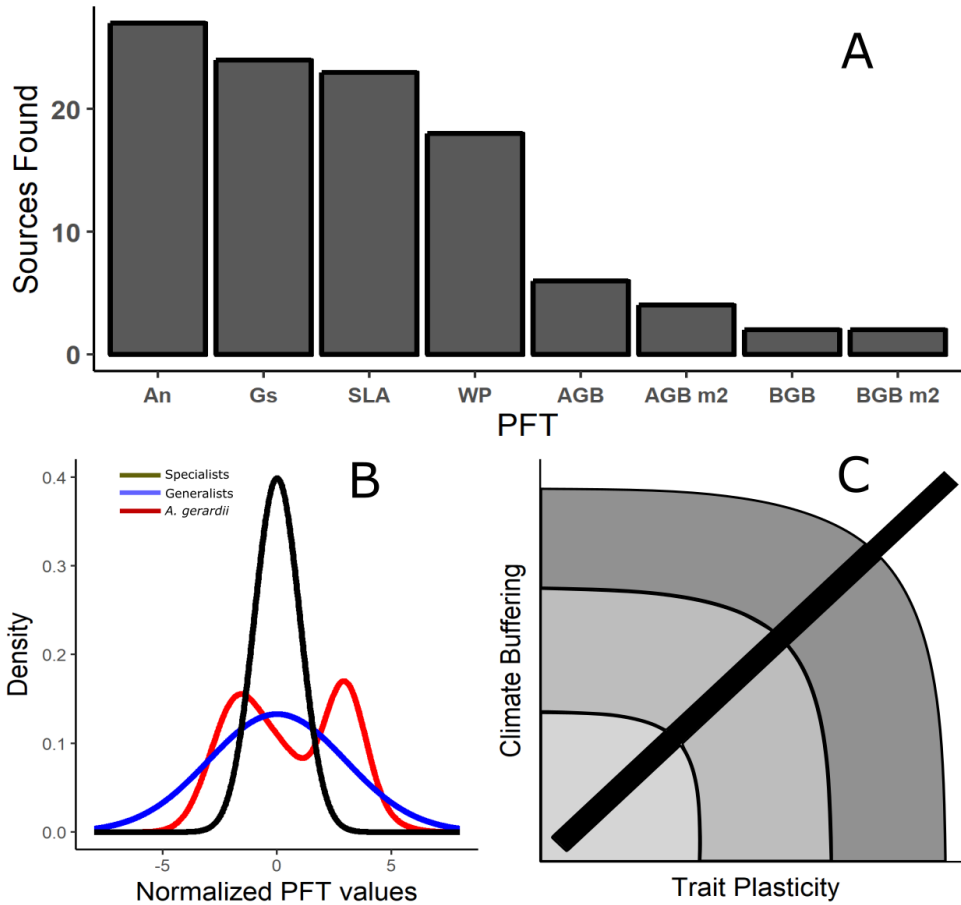 A
Sources Found
20
10
0
An Gs SLA WP AGB AGB m2 BGB BGB m2
PFT
B
Specialists
Generalists
A. gerardii
Density
0.4
0.3
0.2
0.1
0.0
-5 0 5
Normalized PFT values
C
Climate Buffering
Trait Plasticity